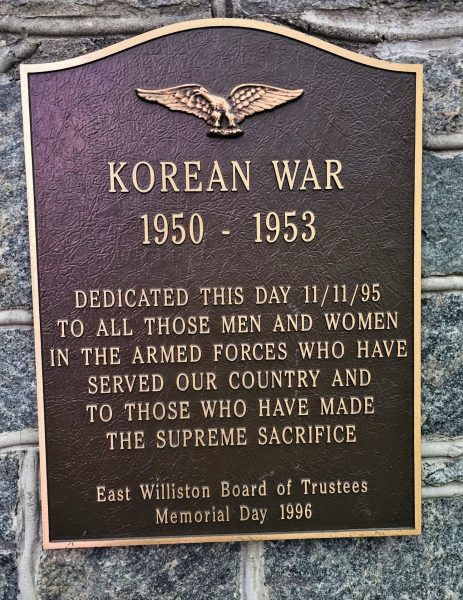 KOREAN WAR
1950 - 1953
DEDICATED THIS DAY 11/11/95
TO ALL THOSE MEN AND WOMEN
IN THE ARMED FORCES WHO HAVE
SERVED OUR COUNTRY AND
TO THOSE WHO HAVE MADE
THE SUPREME SACRIFICE
East Williston Board of Trustees
Memorial Day 1996